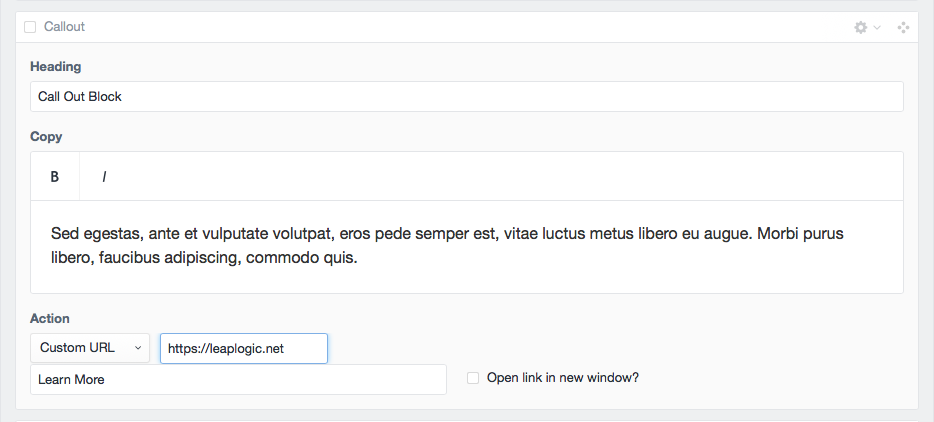 Callout
Heading
Call Out Block
Copy
B I
Sed egestas, ante et vulputate volutpat, eros pede semper est, vitae luctus metus libero eu augue. Morbi purus
libero, faucibus adipiscing, commodo quis.
Action
Custom URL https://leaplogic.net
Learn More Open link in new window?